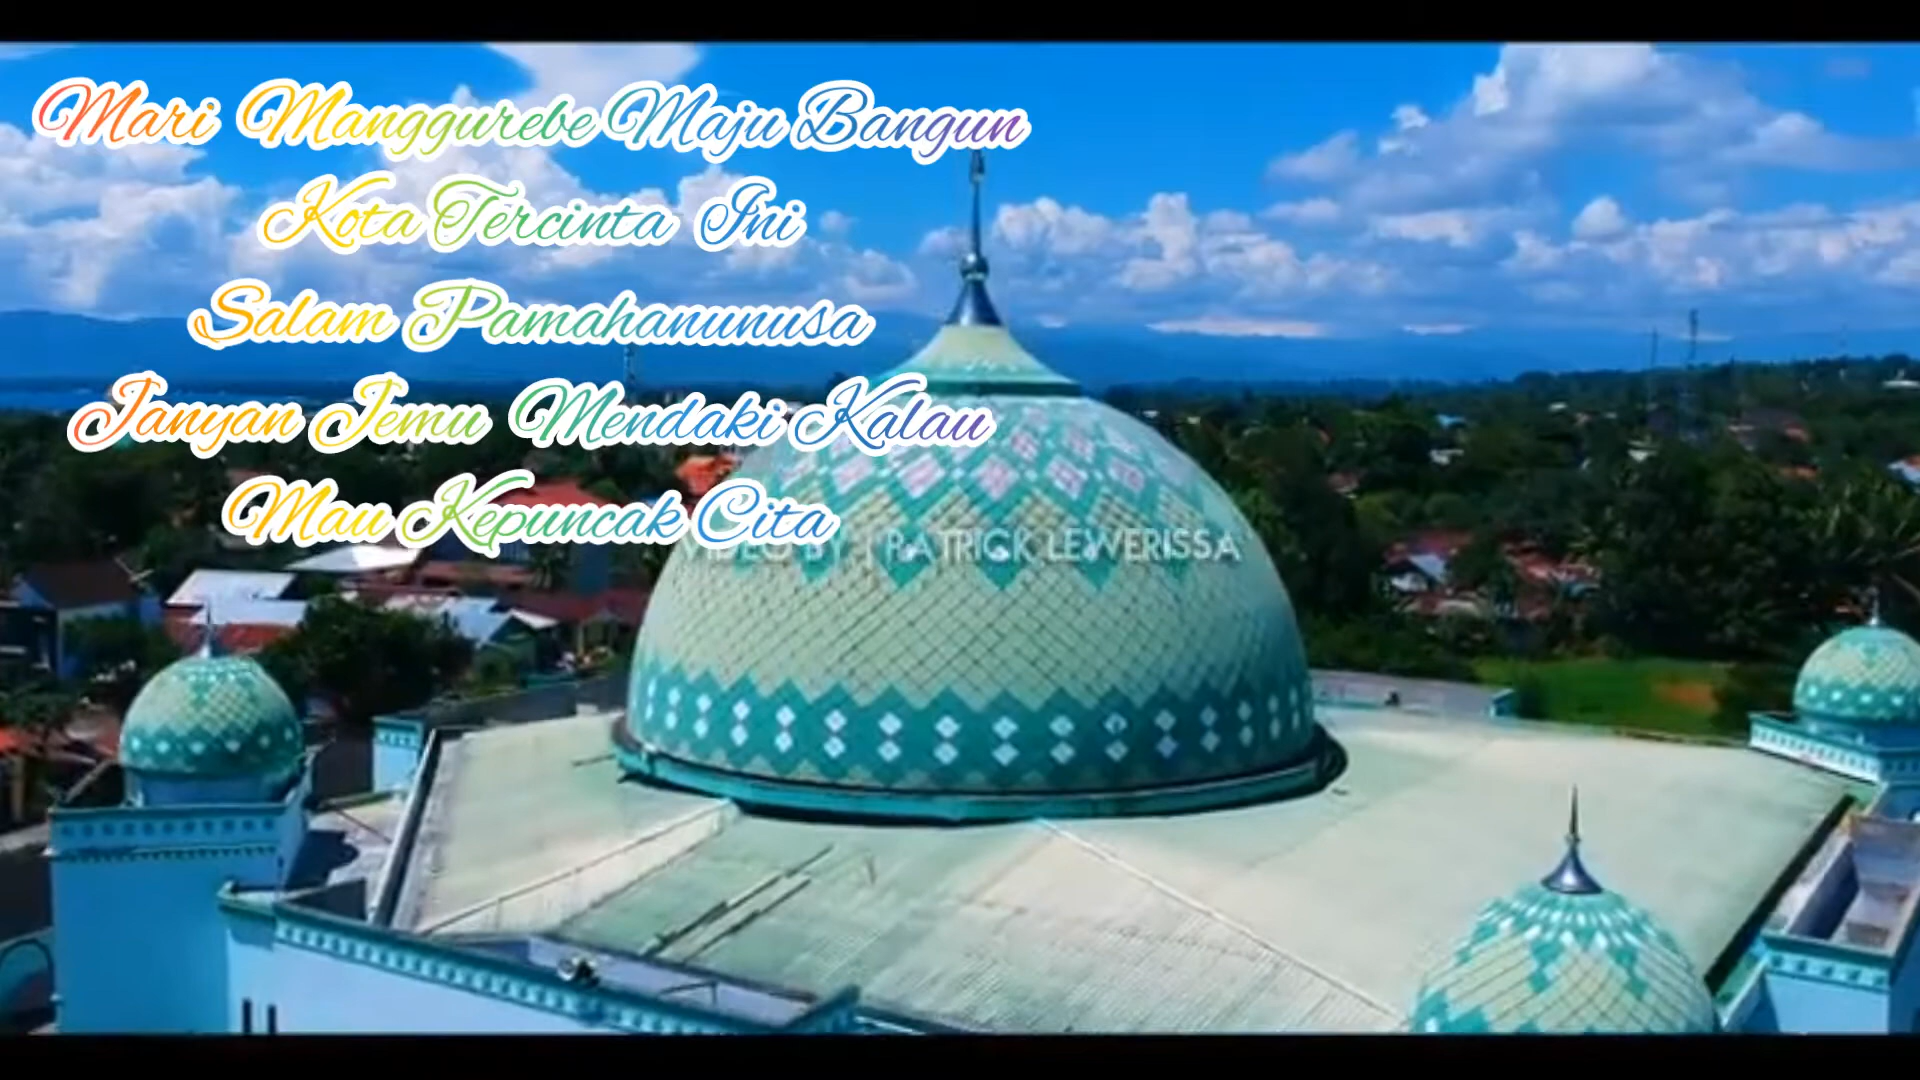 Mari Manggurebe Maju Bangun
Kota Tercinta Ini
Salam Pamahanunusa
Janyan Jemu Mendaki Kalau
Mau Kepuncak Cita
VIDEO BY | PATRICK LEWERISSA